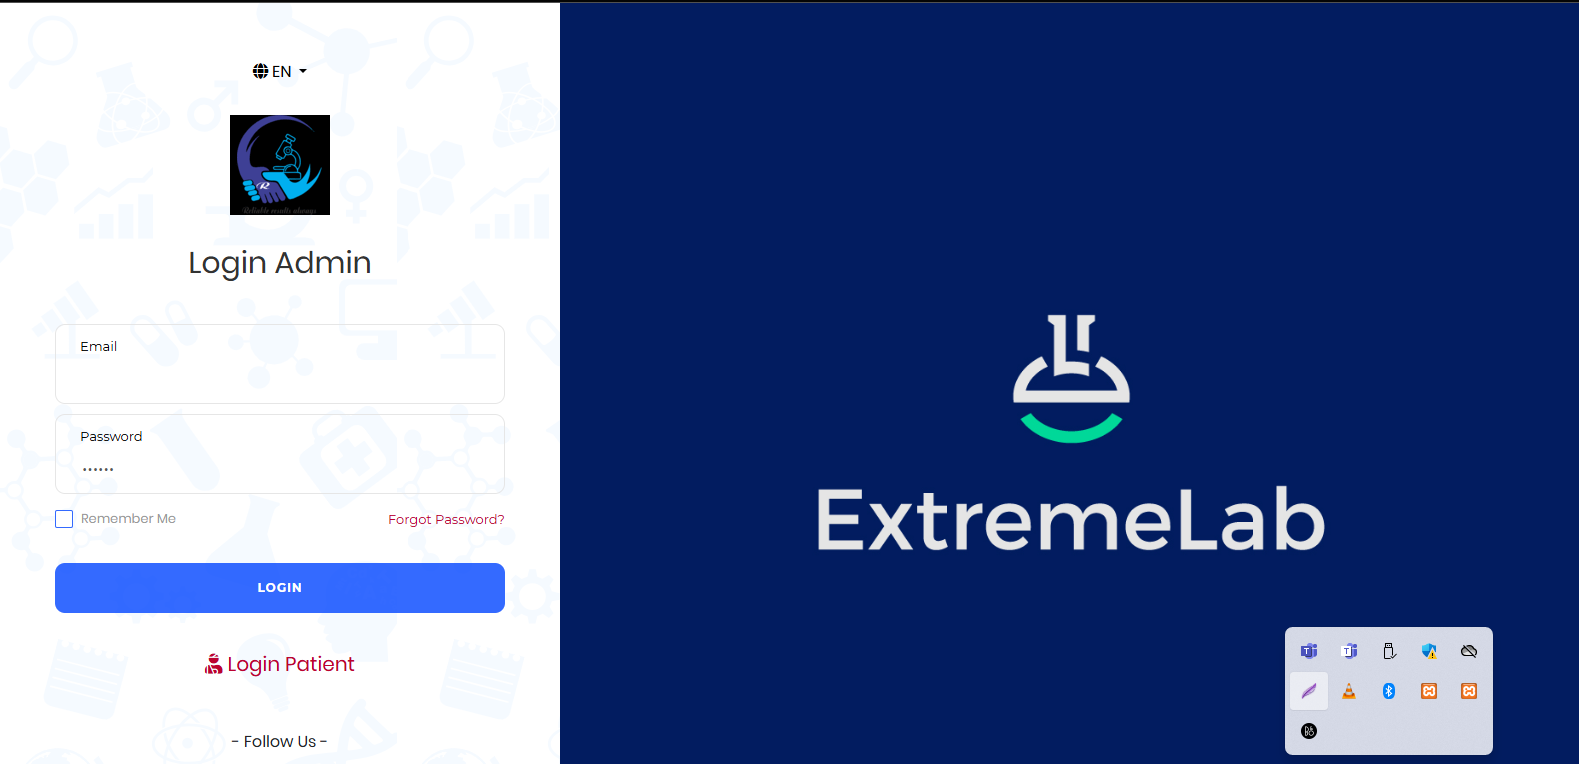 EN
R
Reliable results always
Login Admin
Email
Password
••••••
Remember Me
Forgot Password?
LOGIN
Login Patient
- Follow Us -
ExtremeLab